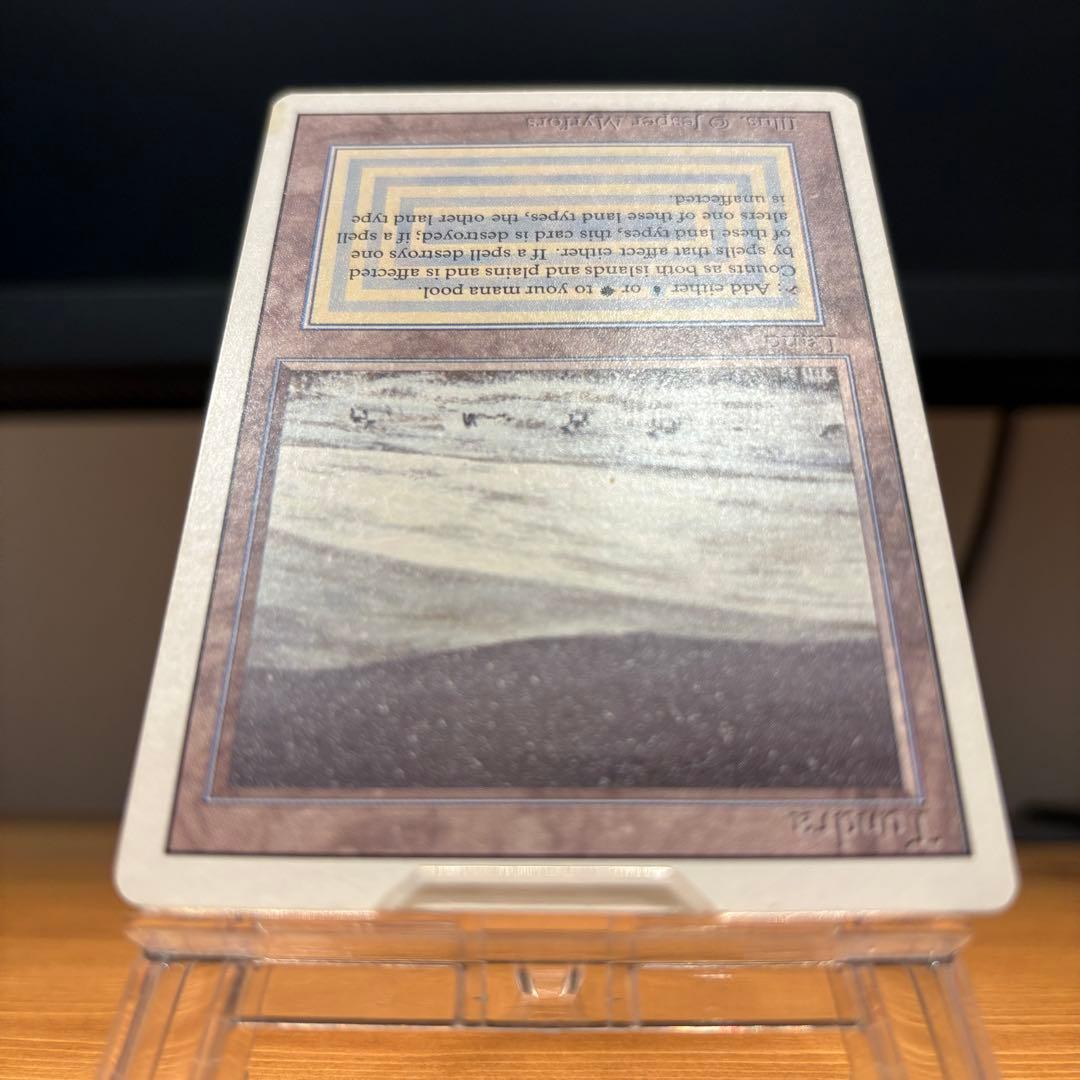 Tundra
Land
: Add either or to your mana pool.
Counts as both islands and plains and is affected
by spells that affect either. If a spell destroys one
of these land types, this card is destroyed; if a spell
alters one of these land types, the other land type
is unaffected.
Illus. © Jesper Myrfors